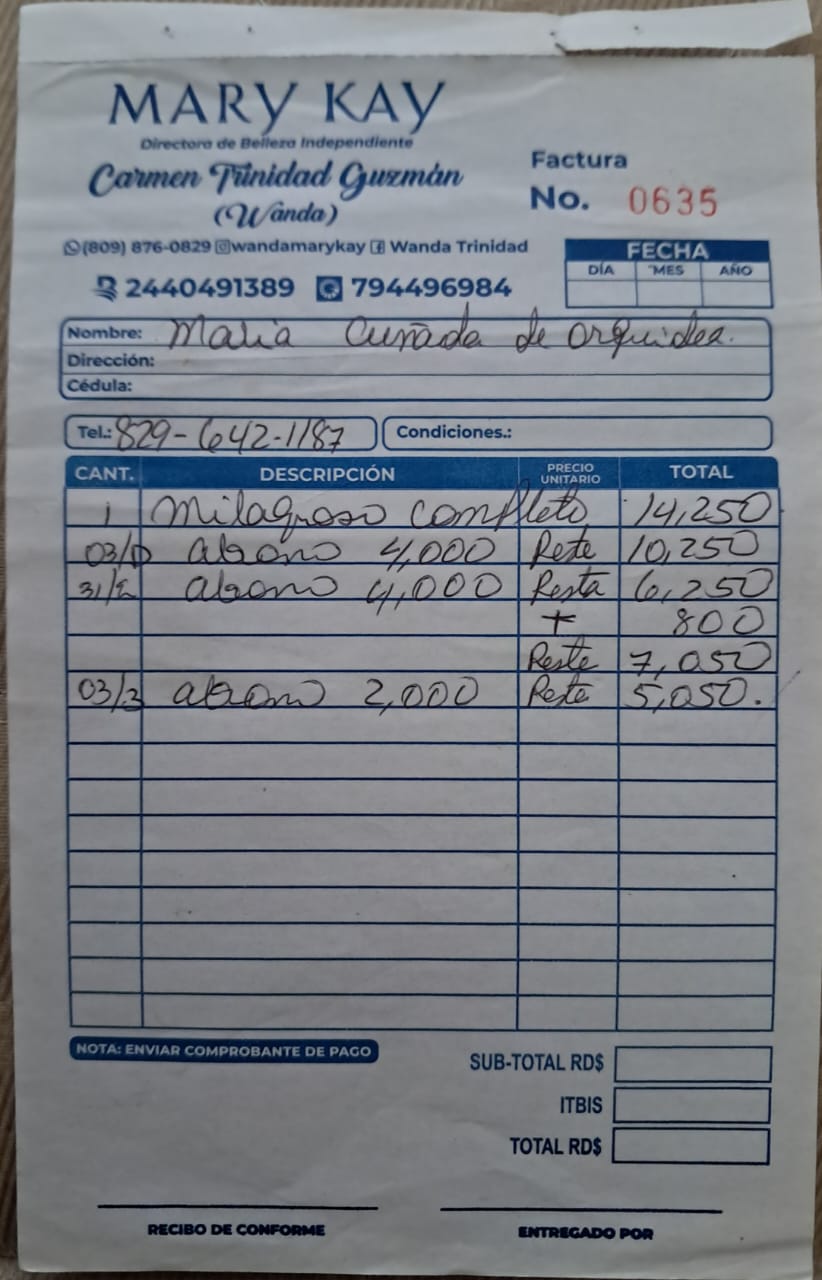 MARY KAY
Directora de Belleza Independiente
Carmen Trinidad Guzmán
(Wanda)
Factura
No. 0635
(809) 876-0829 wandamarykay Wanda Trinidad
2440491389 794496984
FECHA
DÍA MES AÑO
Nombre: Maria Cuñada de Orquidea.
Dirección:
Cédula:
Tel.: 829-642-1187 Condiciones.:
CANT. DESCRIPCIÓN PRECIO UNITARIO TOTAL
1 Milagroso completo 14,250
03/D abono 4,000 Resta 10,250
31/E abono 4,000 Resta 6,250
+ 800
Resta 7,050
03/3 abono 2,000 Resta 5,050.
NOTA: ENVIAR COMPROBANTE DE PAGO
SUB-TOTAL RD$
ITBIS
TOTAL RD$
RECIBO DE CONFORME ENTREGADO POR